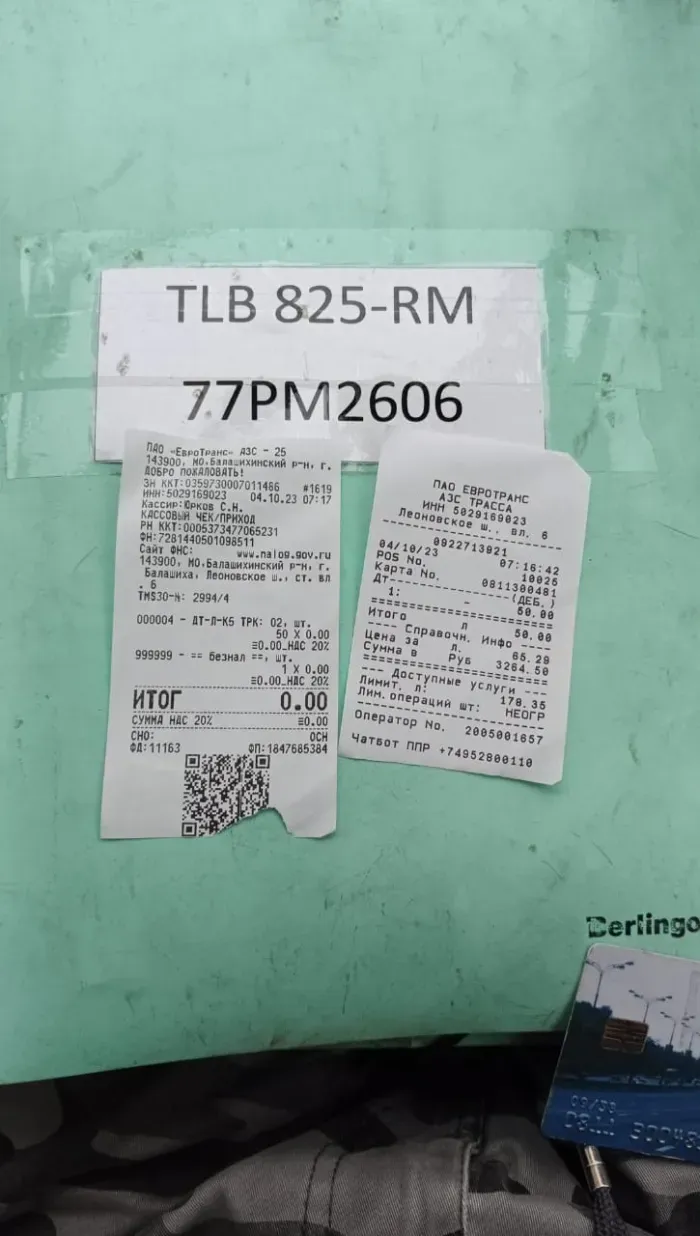 TLB 825-RM
77РМ2606
ПАО «ЕвроТранс» АЗС - 25
143900, МО,Балашихинский р-н, г.
ДОБРО ПОЖАЛОВАТЬ!
ЗН ККТ:0359730007011486 #1619
ИНН:5029169023 04.10.23 07:17
Кассир:Юрков С.Н.
КАССОВЫЙ ЧЕК/ПРИХОД
РН ККТ:0005373477065231
ФН:7281440501098511
Сайт ФНС: www.nalog.gov.ru
143900, МО,Балашихинский р-н, г.
Балашиха, Леоновское ш., ст. вл
. 6
TMS30-№: 2994/4
000004 - ДТ-Л-К5 ТРК: 02, шт.
50 X 0.00
≡0.00_НДС 20%
999999 - == безнал ==, шт.
1 X 0.00
≡0.00_НДС 20%
ИТОГ 0.00
СУММА НДС 20% ≡0.00
СНО: ОСН
ФД:11163 ФП:1847685384
ПАО ЕВРОТРАНС
АЗС ТРАССА
ИНН 5029169023
Леоновское ш., вл. 6
0922713921
04/10/23 07:16:42
POS No. 10026
Карта No. 0811300481
Дт (ДЕБ.)
1: - 50.00
Итого л 50.00
---- Справочн. Инфо ----
Цена за л. 65.29
Сумма в Руб 3264.50
--- Доступные услуги ---
Лимит. л: 178.35
Лим. операций шт: НЕОГР
Оператор No. 2005001657
Чатбот ППР +74952800110
Berlingo